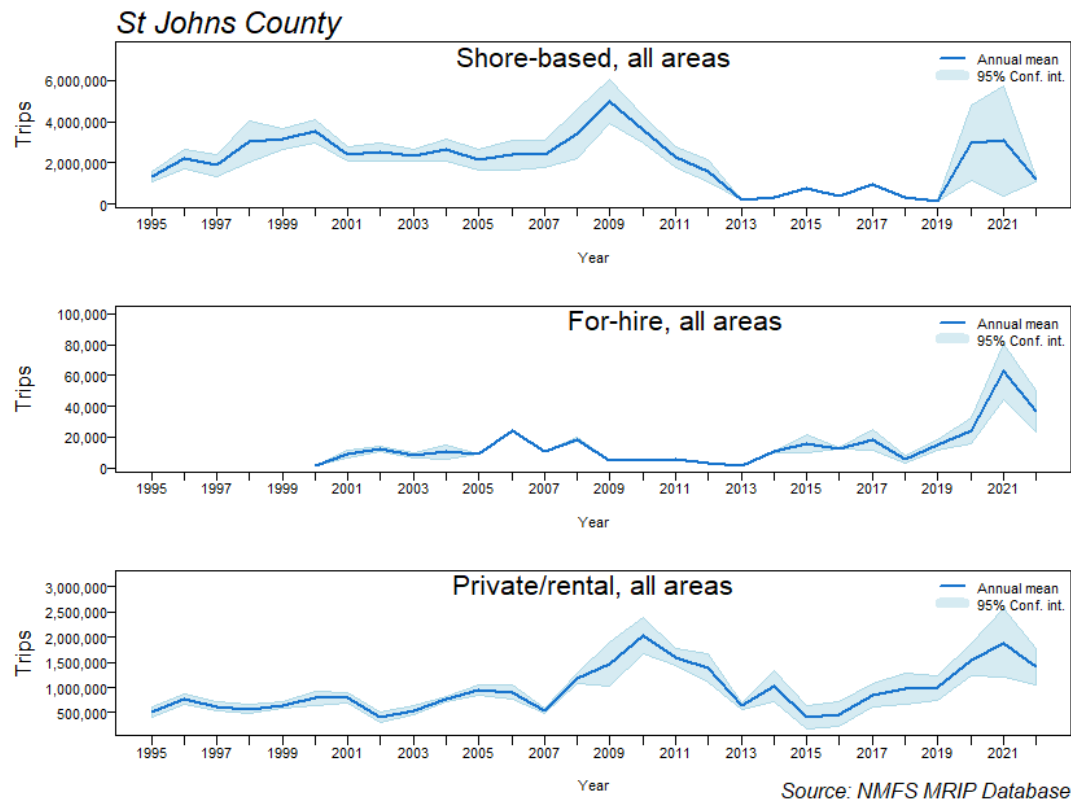 St Johns County
Shore-based, all areas
Annual mean
95% Conf. int.
Trips
6,000,000
4,000,000
2,000,000
0
1995 1997 1999 2001 2003 2005 2007 2009 2011 2013 2015 2017 2019 2021
Year
For-hire, all areas
Annual mean
95% Conf. int.
Trips
100,000
80,000
60,000
40,000
20,000
0
1995 1997 1999 2001 2003 2005 2007 2009 2011 2013 2015 2017 2019 2021
Year
Private/rental, all areas
Annual mean
95% Conf. int.
Trips
3,000,000
2,500,000
2,000,000
1,500,000
1,000,000
500,000
1995 1997 1999 2001 2003 2005 2007 2009 2011 2013 2015 2017 2019 2021
Year
Source: NMFS MRIP Database